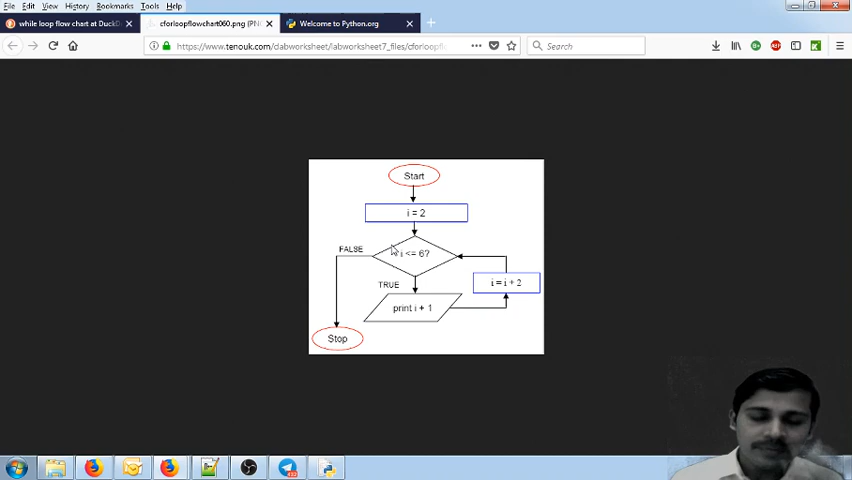 File Edit View History Bookmarks Tools Help
while loop flow chart at DuckD
cforloopflowchart060.png (PN
Welcome to Python.org
https://www.tenouk.com/clabworksheet/labworksheet7_files/cforloopfl
Search
Start
i = 2
FALSE
i <= 6?
TRUE
i = i + 2
print i + 1
Stop